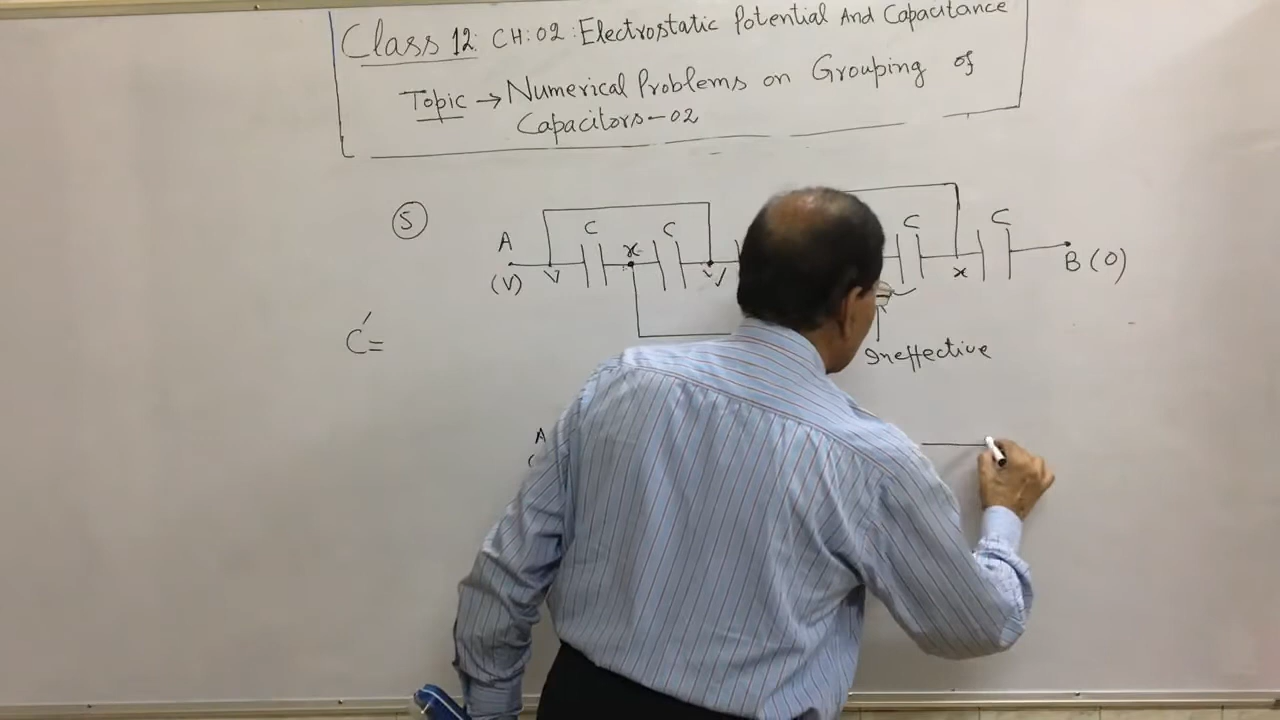 Class 12: CH:02: Electrostatic Potential And Capacitance
Topic → Numerical Problems on Grouping of
Capacitors-02
5
C C C C
A x x B (0)
(V) V V
C'= Ineffective
A
(